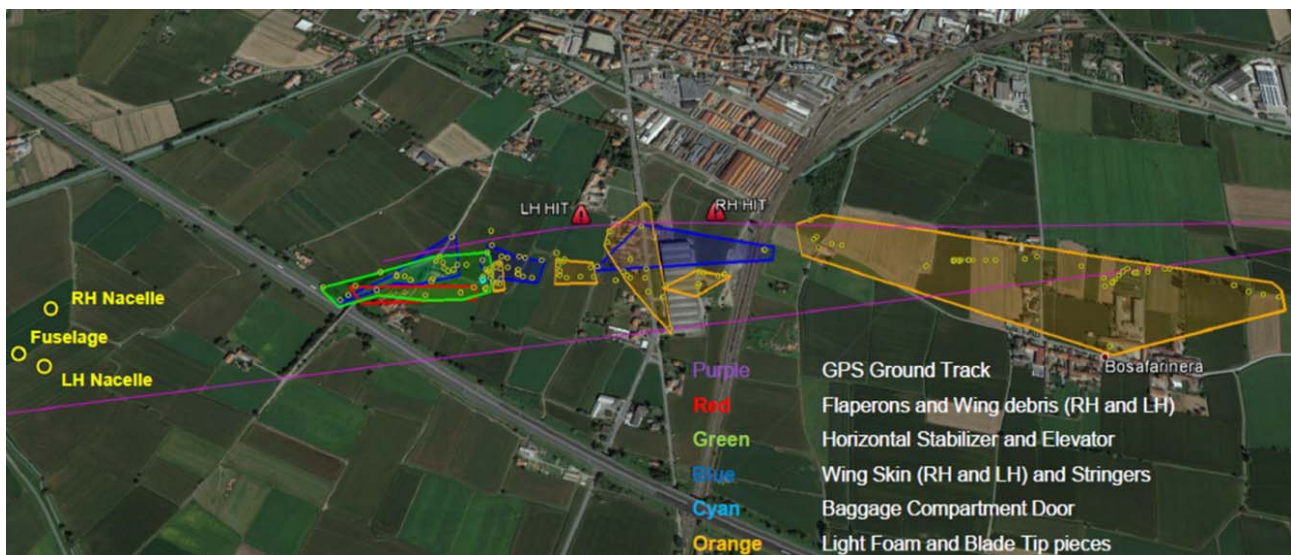 LH HIT
RH HIT
RH Nacelle
Fuselage
LH Nacelle
Bosafarinera
Purple GPS Ground Track
Red Flaperons and Wing debris (RH and LH)
Green Horizontal Stabilizer and Elevator
Blue Wing Skin (RH and LH) and Stringers
Cyan Baggage Compartment Door
Orange Light Foam and Blade Tip pieces